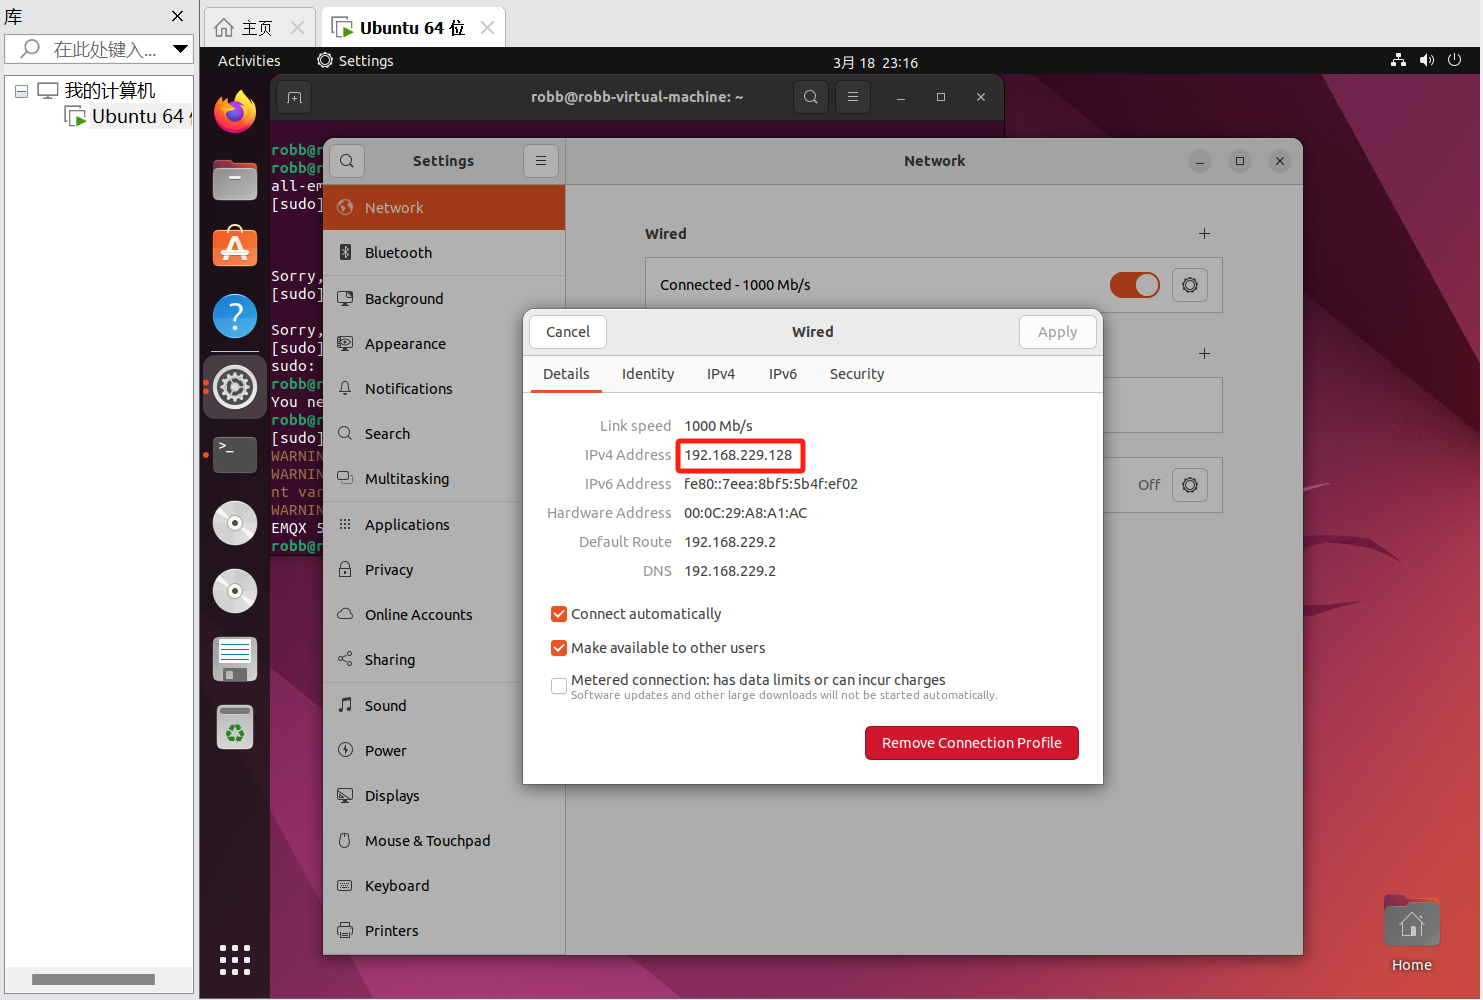 库
主页
Ubuntu 64 位
在此处键入...
我的计算机
Ubuntu 64
Activities
Settings
3月 18 23:16
robb@robb-virtual-machine: ~
robb@r
robb@r
all-em
[sudo]
Sorry,
[sudo]
Sorry,
[sudo]
sudo:
robb@r
You ne
robb@r
[sudo]
WARNIN
WARNIN
nt var
WARNIN
EMQX 5
robb@r
Settings
Network
Network
Bluetooth
Background
Appearance
Notifications
Search
Multitasking
Applications
Privacy
Online Accounts
Sharing
Sound
Power
Displays
Mouse & Touchpad
Keyboard
Printers
Wired
Connected - 1000 Mb/s
Off
Cancel
Wired
Apply
Details
Identity
IPv4
IPv6
Security
Link speed 1000 Mb/s
IPv4 Address 192.168.229.128
IPv6 Address fe80::7eea:8bf5:5b4f:ef02
Hardware Address 00:0C:29:A8:A1:AC
Default Route 192.168.229.2
DNS 192.168.229.2
Connect automatically
Make available to other users
Metered connection: has data limits or can incur charges
Software updates and other large downloads will not be started automatically.
Remove Connection Profile
Home